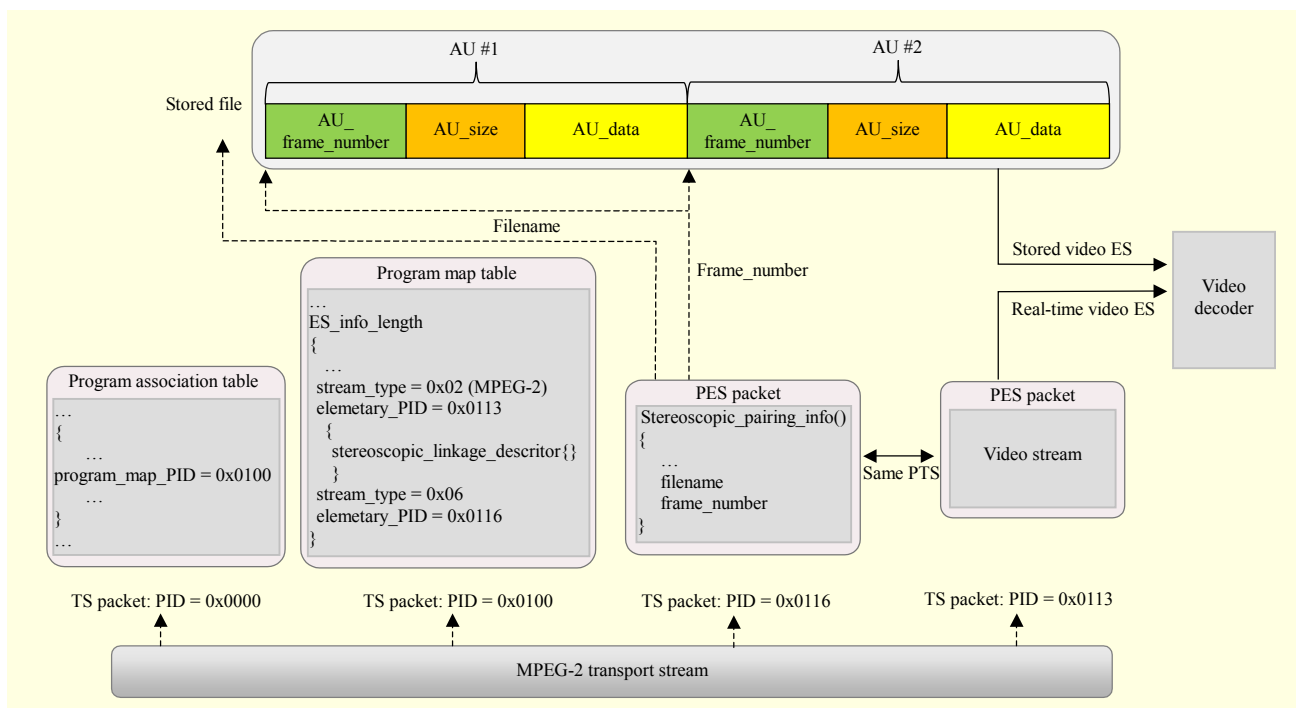 AU #1
AU #2
Stored file
AU_
frame_number
AU_size
AU_data
AU_
frame_number
AU_size
AU_data
Filename
Frame_number
Stored video ES
Real-time video ES
Video
decoder
Program map table
…
ES_info_length
{
…
stream_type = 0x02 (MPEG-2)
elemetary_PID = 0x0113
{
stereoscopic_linkage_descritor{}
}
stream_type = 0x06
elemetary_PID = 0x0116
}
Program association table
…
{
…
program_map_PID = 0x0100
…
}
…
PES packet
Stereoscopic_pairing_info()
{
…
filename
frame_number
}
Same PTS
PES packet
Video stream
TS packet: PID = 0x0000
TS packet: PID = 0x0100
TS packet: PID = 0x0116
TS packet: PID = 0x0113
MPEG-2 transport stream